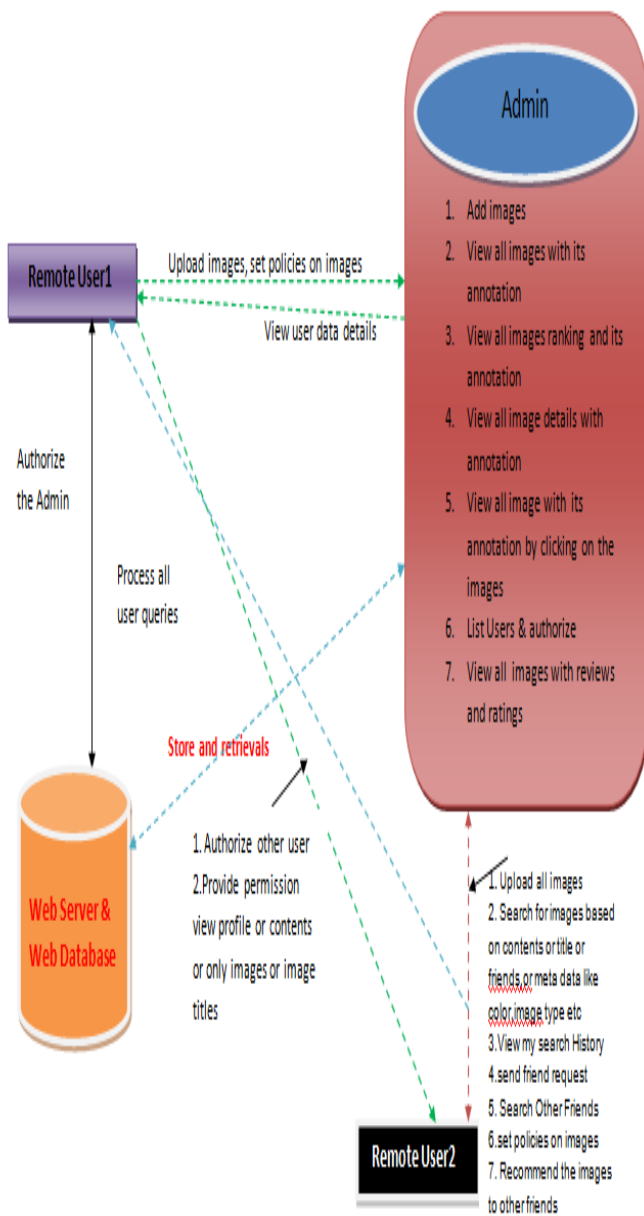 Admin
1. Add images
2. View all images with its
annotation
3. View all images ranking and its
annotation
4. View all image details with
annotation
5. View all image with its
annotation by clicking on the
images
6. List Users & authorize
7. View all images with reviews
and ratings
Remote User1
Upload images, set policies on images
View user data details
Authorize
the Admin
Process all
user queries
Store and retrievals
Web Server &
Web Database
1. Authorize other user
2.Provide permission
view profile or contents
or only images or image
titles
1. Upload all images
2. Search for images based
on contents or title or
friends,or meta data like
color,image type etc
3.View my search History
4.send friend request
5. Search Other Friends
6.set policies on images
7. Recommend the images
to other friends
Remote User2